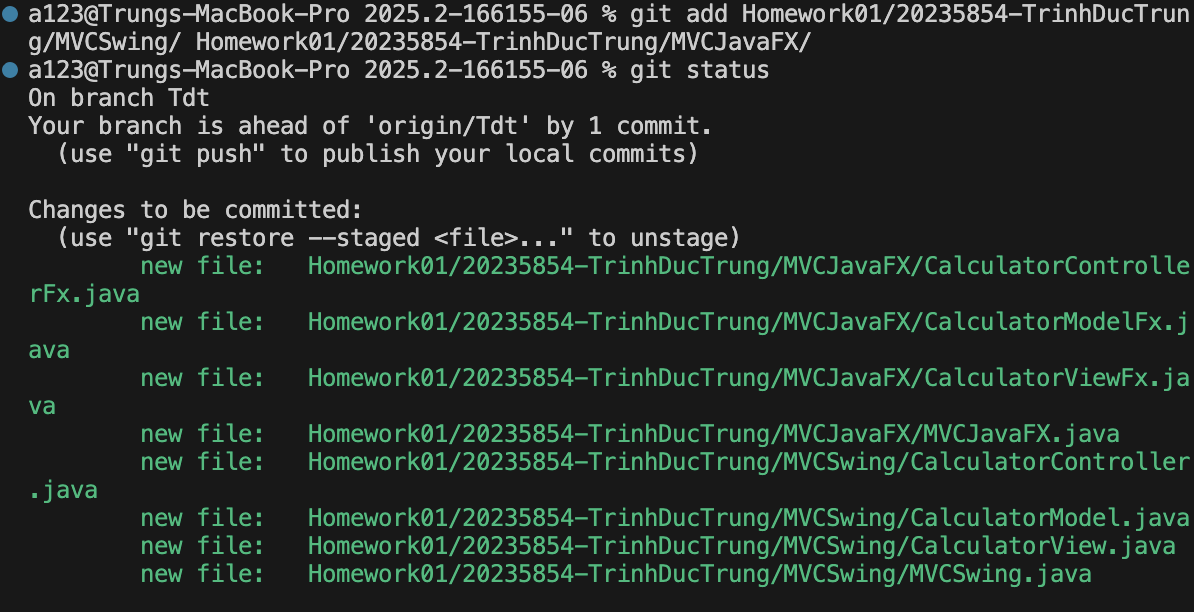 a123@Trungs-MacBook-Pro 2025.2-166155-06 % git add Homework01/20235854-TrinhDucTrun
g/MVCSwing/ Homework01/20235854-TrinhDucTrung/MVCJavaFX/
a123@Trungs-MacBook-Pro 2025.2-166155-06 % git status
On branch Tdt
Your branch is ahead of 'origin/Tdt' by 1 commit.
  (use "git push" to publish your local commits)

Changes to be committed:
  (use "git restore --staged <file>..." to unstage)
        new file:   Homework01/20235854-TrinhDucTrung/MVCJavaFX/CalculatorControlle
rFx.java
        new file:   Homework01/20235854-TrinhDucTrung/MVCJavaFX/CalculatorModelFx.j
ava
        new file:   Homework01/20235854-TrinhDucTrung/MVCJavaFX/CalculatorViewFx.ja
va
        new file:   Homework01/20235854-TrinhDucTrung/MVCJavaFX/MVCJavaFX.java
        new file:   Homework01/20235854-TrinhDucTrung/MVCSwing/CalculatorController
.java
        new file:   Homework01/20235854-TrinhDucTrung/MVCSwing/CalculatorModel.java
        new file:   Homework01/20235854-TrinhDucTrung/MVCSwing/CalculatorView.java
        new file:   Homework01/20235854-TrinhDucTrung/MVCSwing/MVCSwing.java